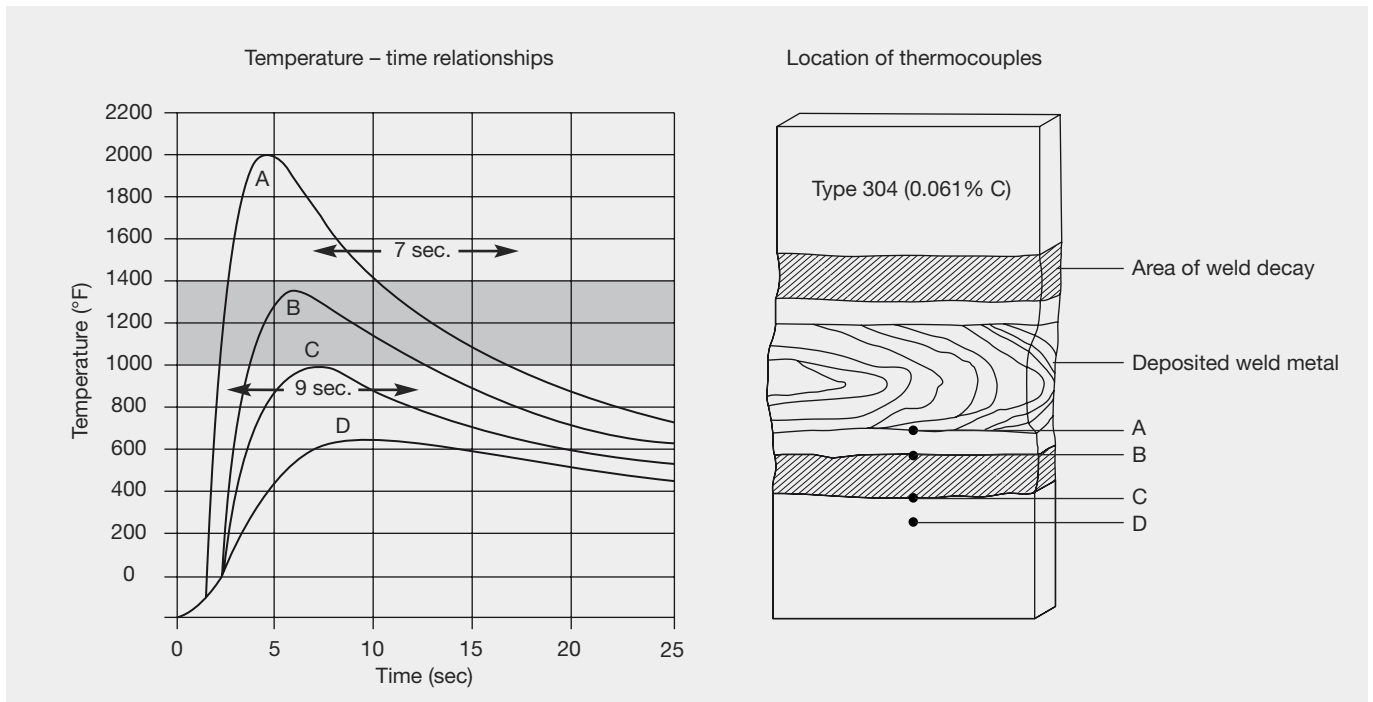 Temperature – time relationships
Location of thermocouples
Temperature (°F)
2200
2000
1800
1600
1400
1200
1000
800
600
400
200
0
A
7 sec.
B
C
9 sec.
D
0 5 10 15 20 25
Time (sec)
Type 304 (0.061% C)
Area of weld decay
Deposited weld metal
A
B
C
D